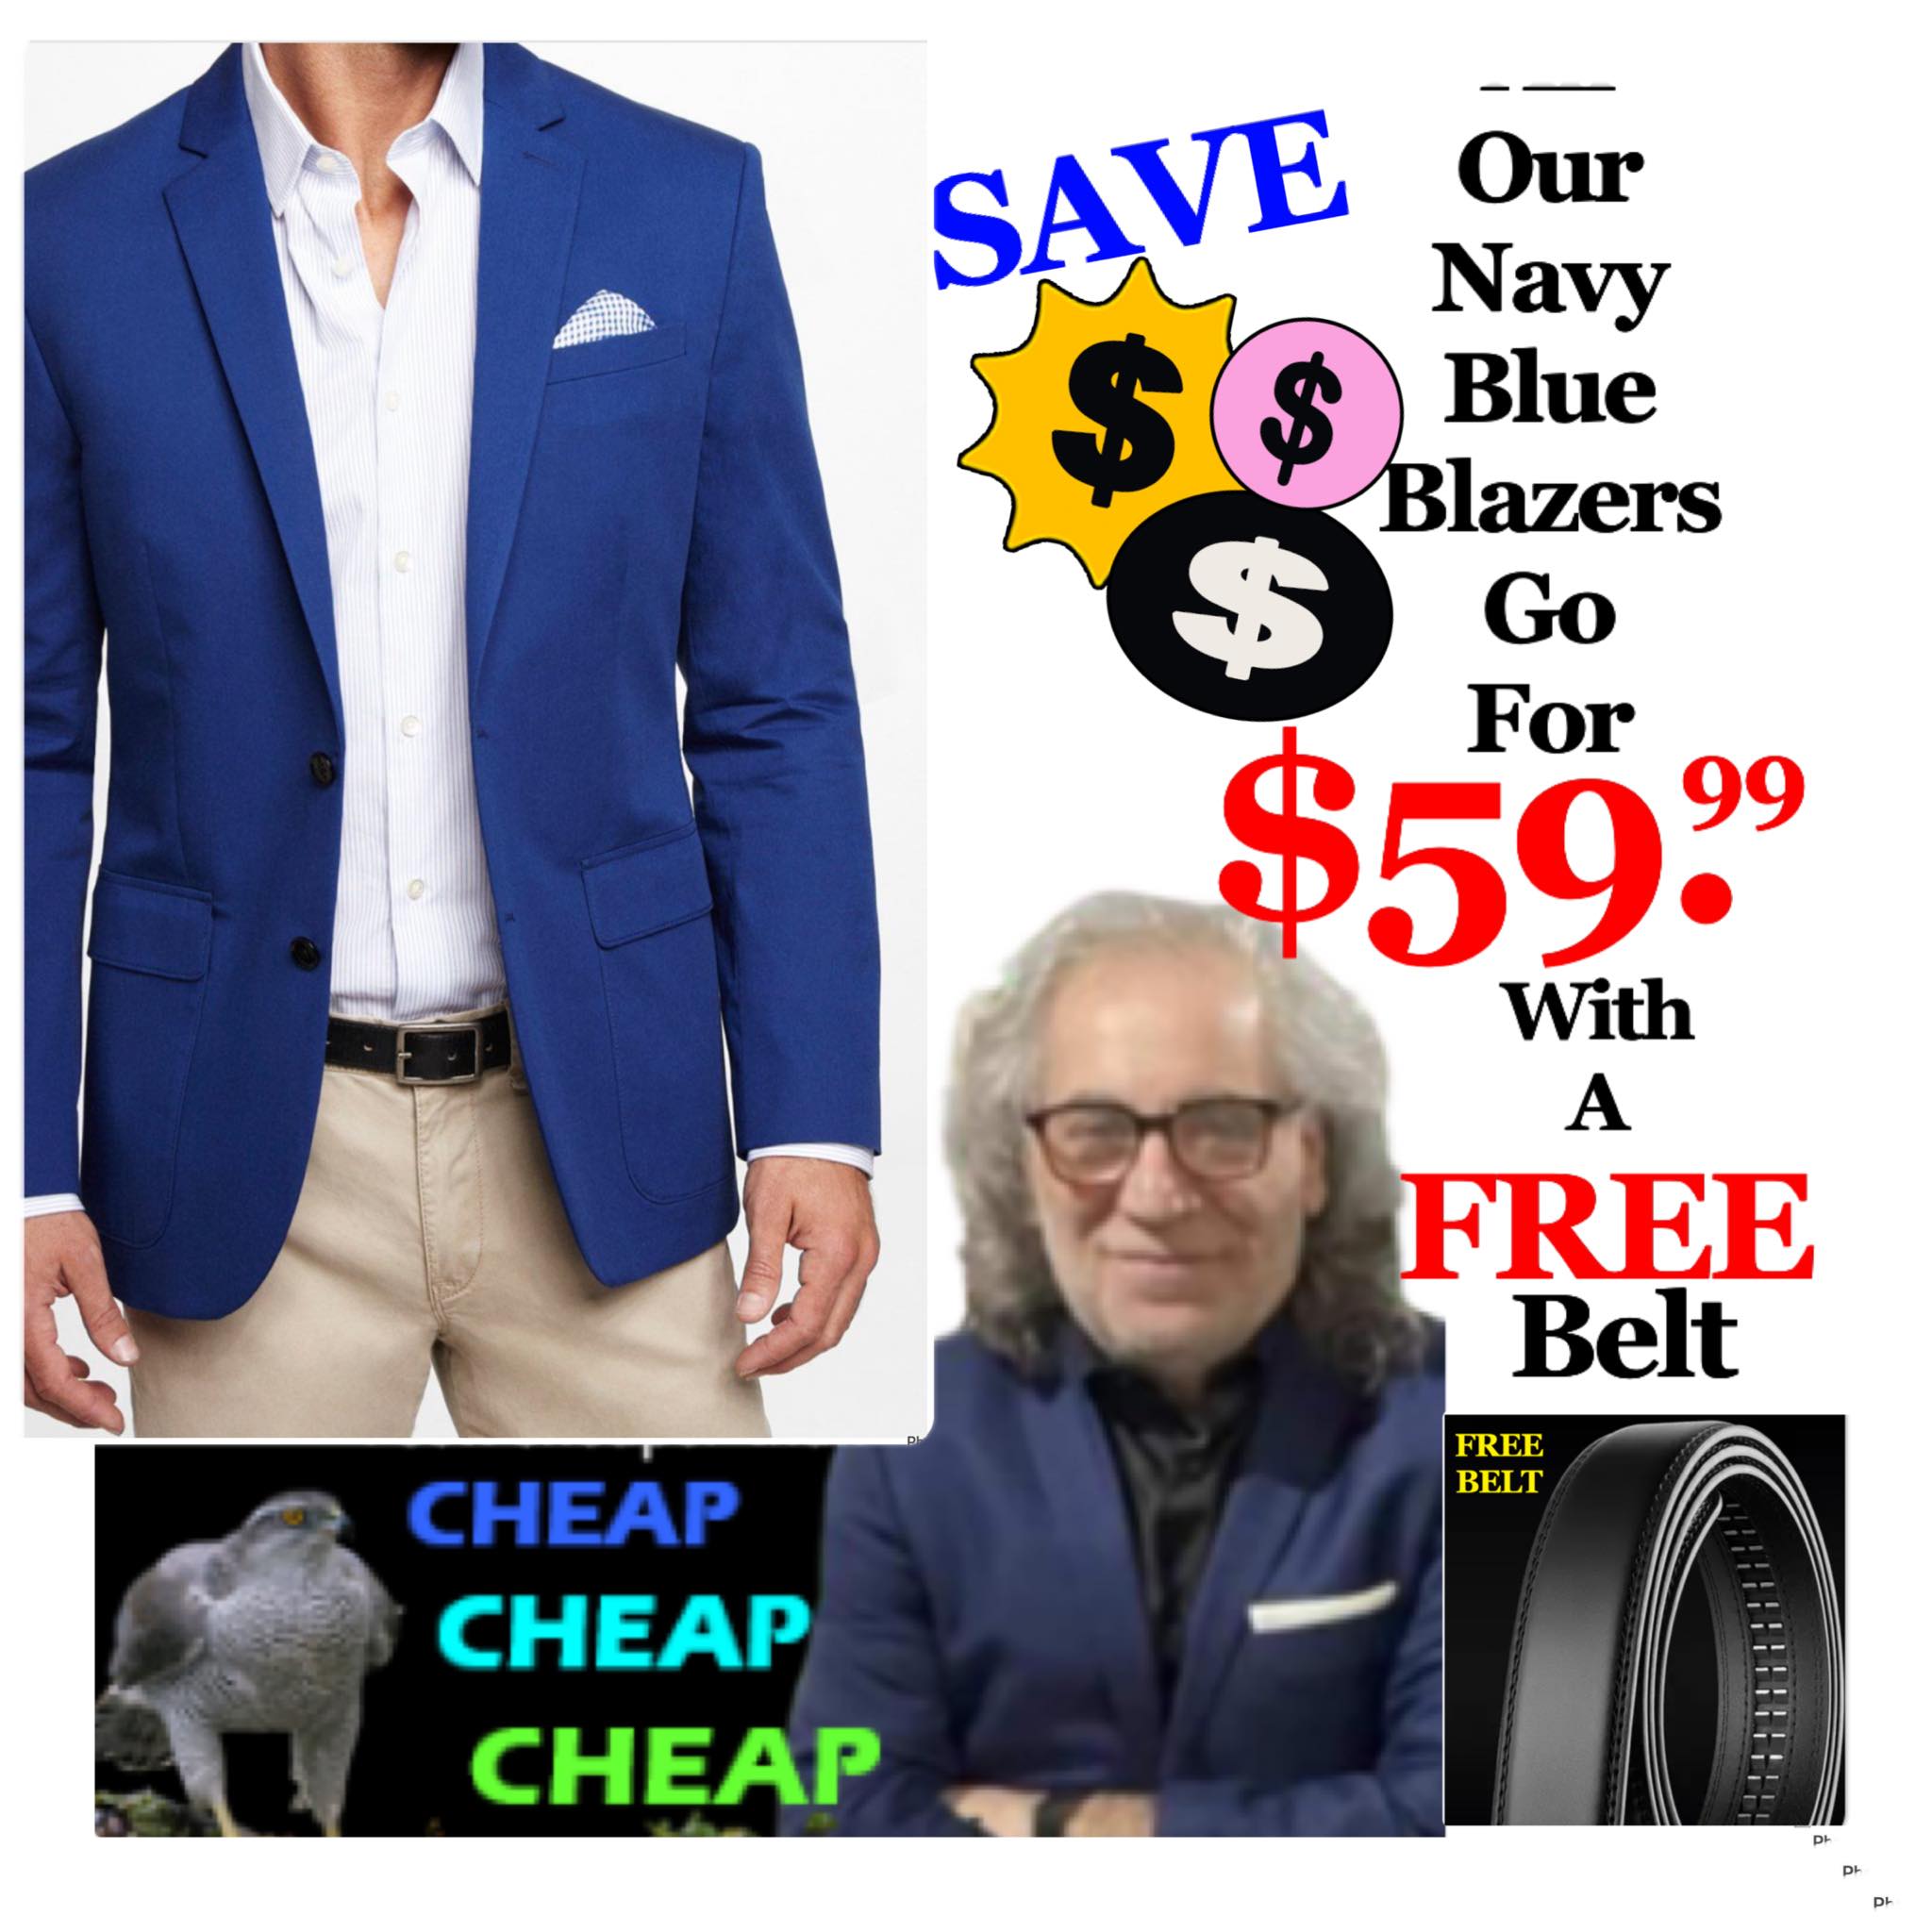 SAVE
$
$
$
Our
Navy
Blue
Blazers
Go
For
$59.99
With
A
FREE
Belt
FREE
BELT
CHEAP
CHEAP
CHEAP